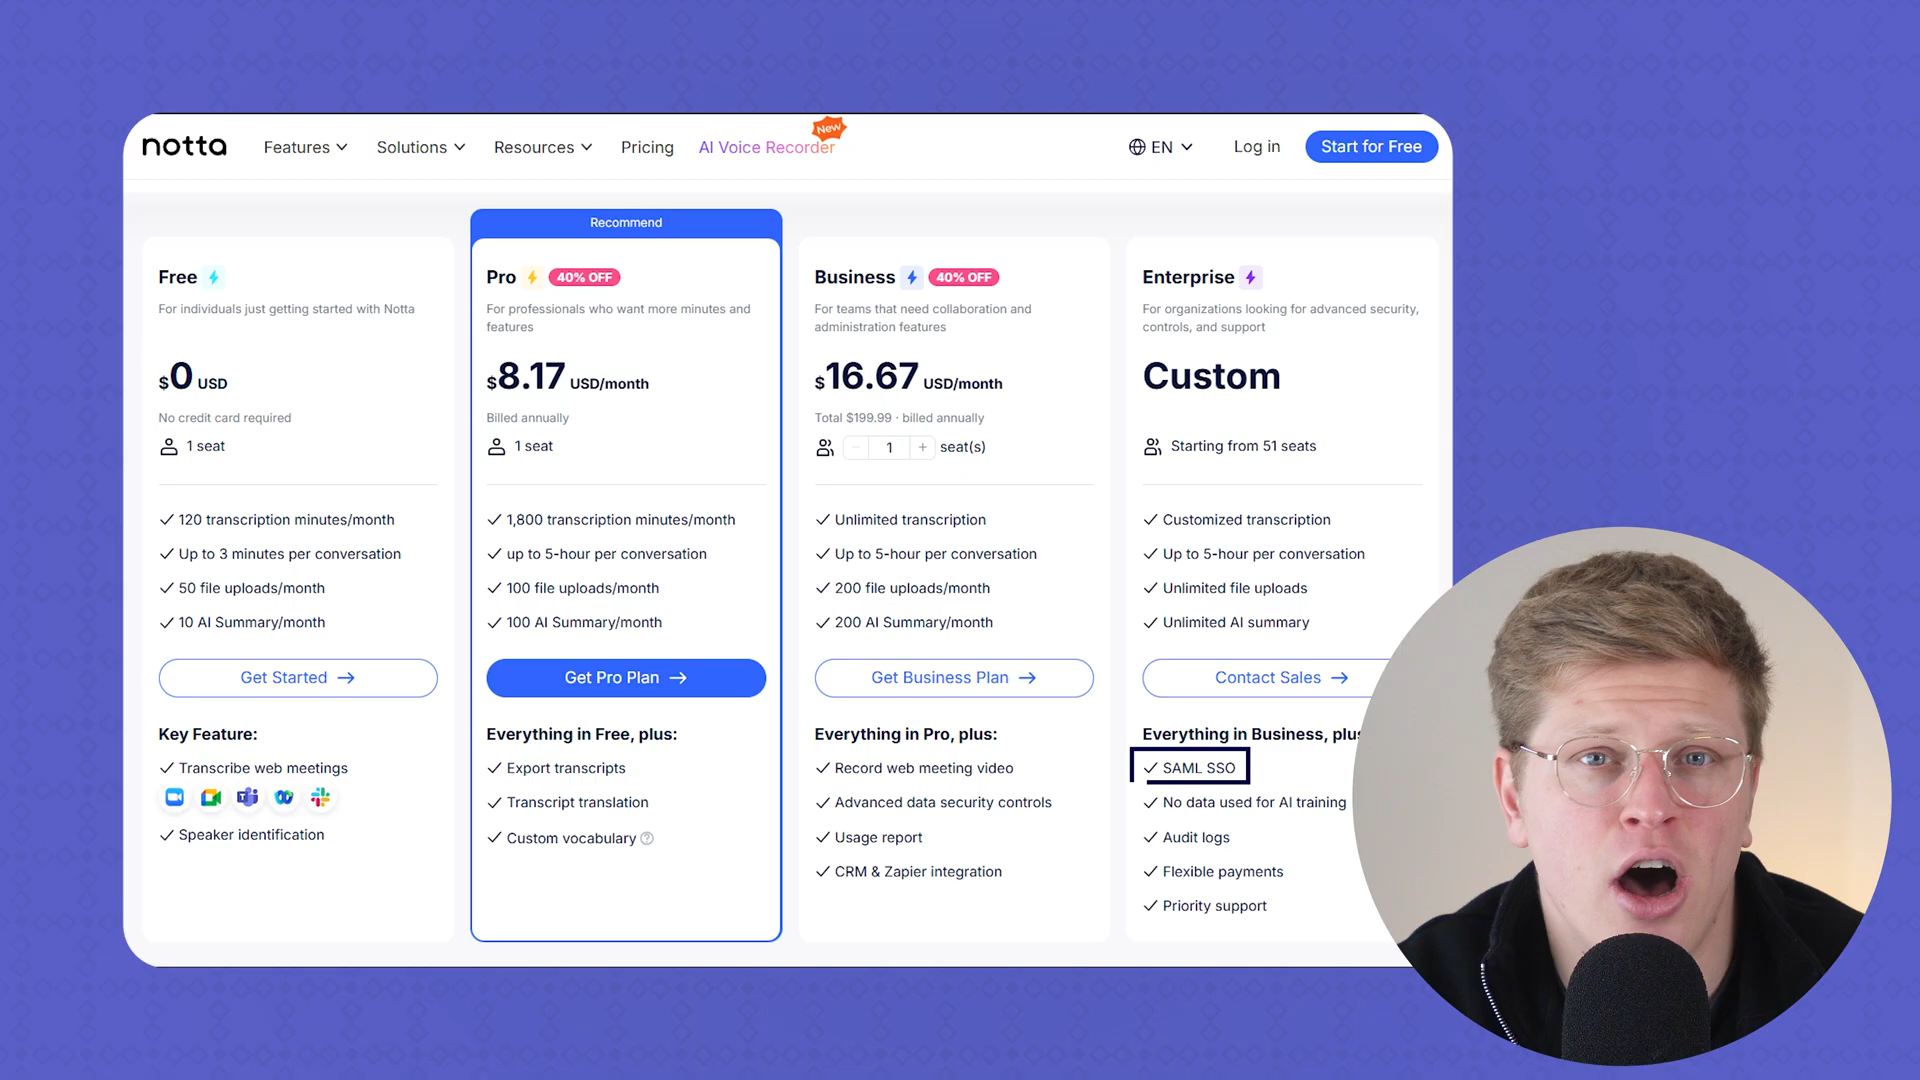 notta
Features
Solutions
Resources
Pricing
AI Voice Recorder
New
EN
Log in
Start for Free
Recommend
Free
For individuals just getting started with Notta
$0 USD
No credit card required
1 seat
120 transcription minutes/month
Up to 3 minutes per conversation
50 file uploads/month
10 AI Summary/month
Get Started
Key Feature:
Transcribe web meetings
Speaker identification
Pro
40% OFF
For professionals who want more minutes and
features
$8.17 USD/month
Billed annually
1 seat
1,800 transcription minutes/month
up to 5-hour per conversation
100 file uploads/month
100 AI Summary/month
Get Pro Plan
Everything in Free, plus:
Export transcripts
Transcript translation
Custom vocabulary ?
Business
40% OFF
For teams that need collaboration and
administration features
$16.67 USD/month
Total $199.99 · billed annually
− 1 + seat(s)
Unlimited transcription
Up to 5-hour per conversation
200 file uploads/month
200 AI Summary/month
Get Business Plan
Everything in Pro, plus:
Record web meeting video
Advanced data security controls
Usage report
CRM & Zapier integration
Enterprise
For organizations looking for advanced security,
controls, and support
Custom
Starting from 51 seats
Customized transcription
Up to 5-hour per conversation
Unlimited file uploads
Unlimited AI summary
Contact Sales
Everything in Business, plus
SAML SSO
No data used for AI training
Audit logs
Flexible payments
Priority support